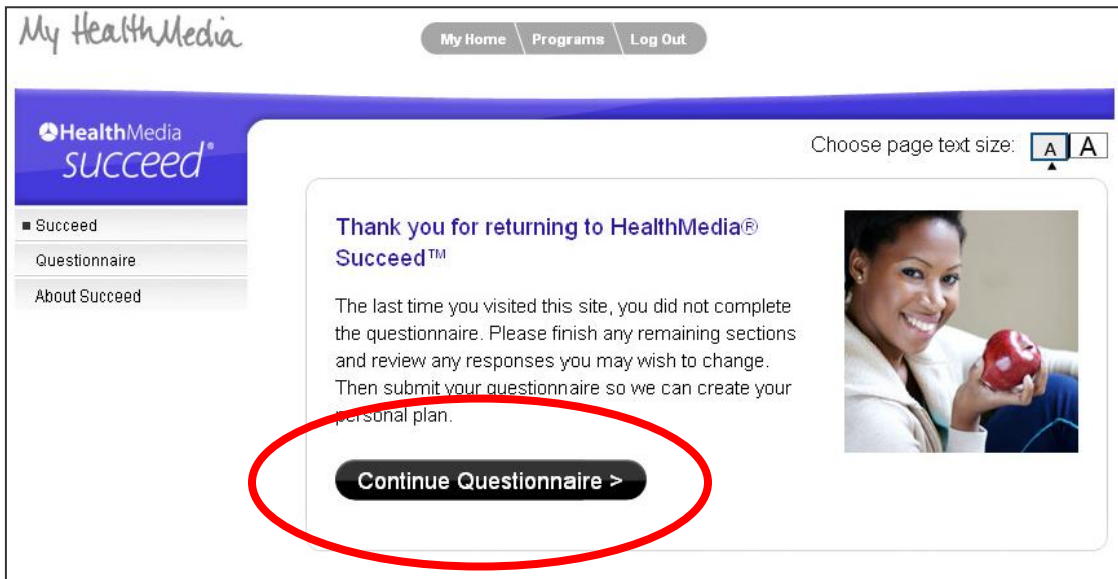 My HealthMedia
My Home \ Programs \ Log Out
HealthMedia
succeed®
Choose page text size: A A
Succeed
Questionnaire
About Succeed
Thank you for returning to HealthMedia®
Succeed™
The last time you visited this site, you did not complete
the questionnaire. Please finish any remaining sections
and review any responses you may wish to change.
Then submit your questionnaire so we can create your
personal plan.
Continue Questionnaire >